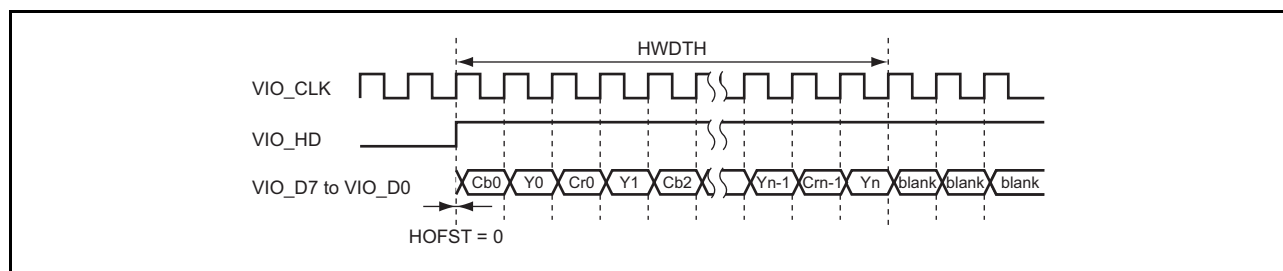 HWDTH
VIO_CLK
VIO_HD
VIO_D7 to VIO_D0 Cb0 Y0 Cr0 Y1 Cb2 Yn-1 Crn-1 Yn blank blank blank
HOFST = 0